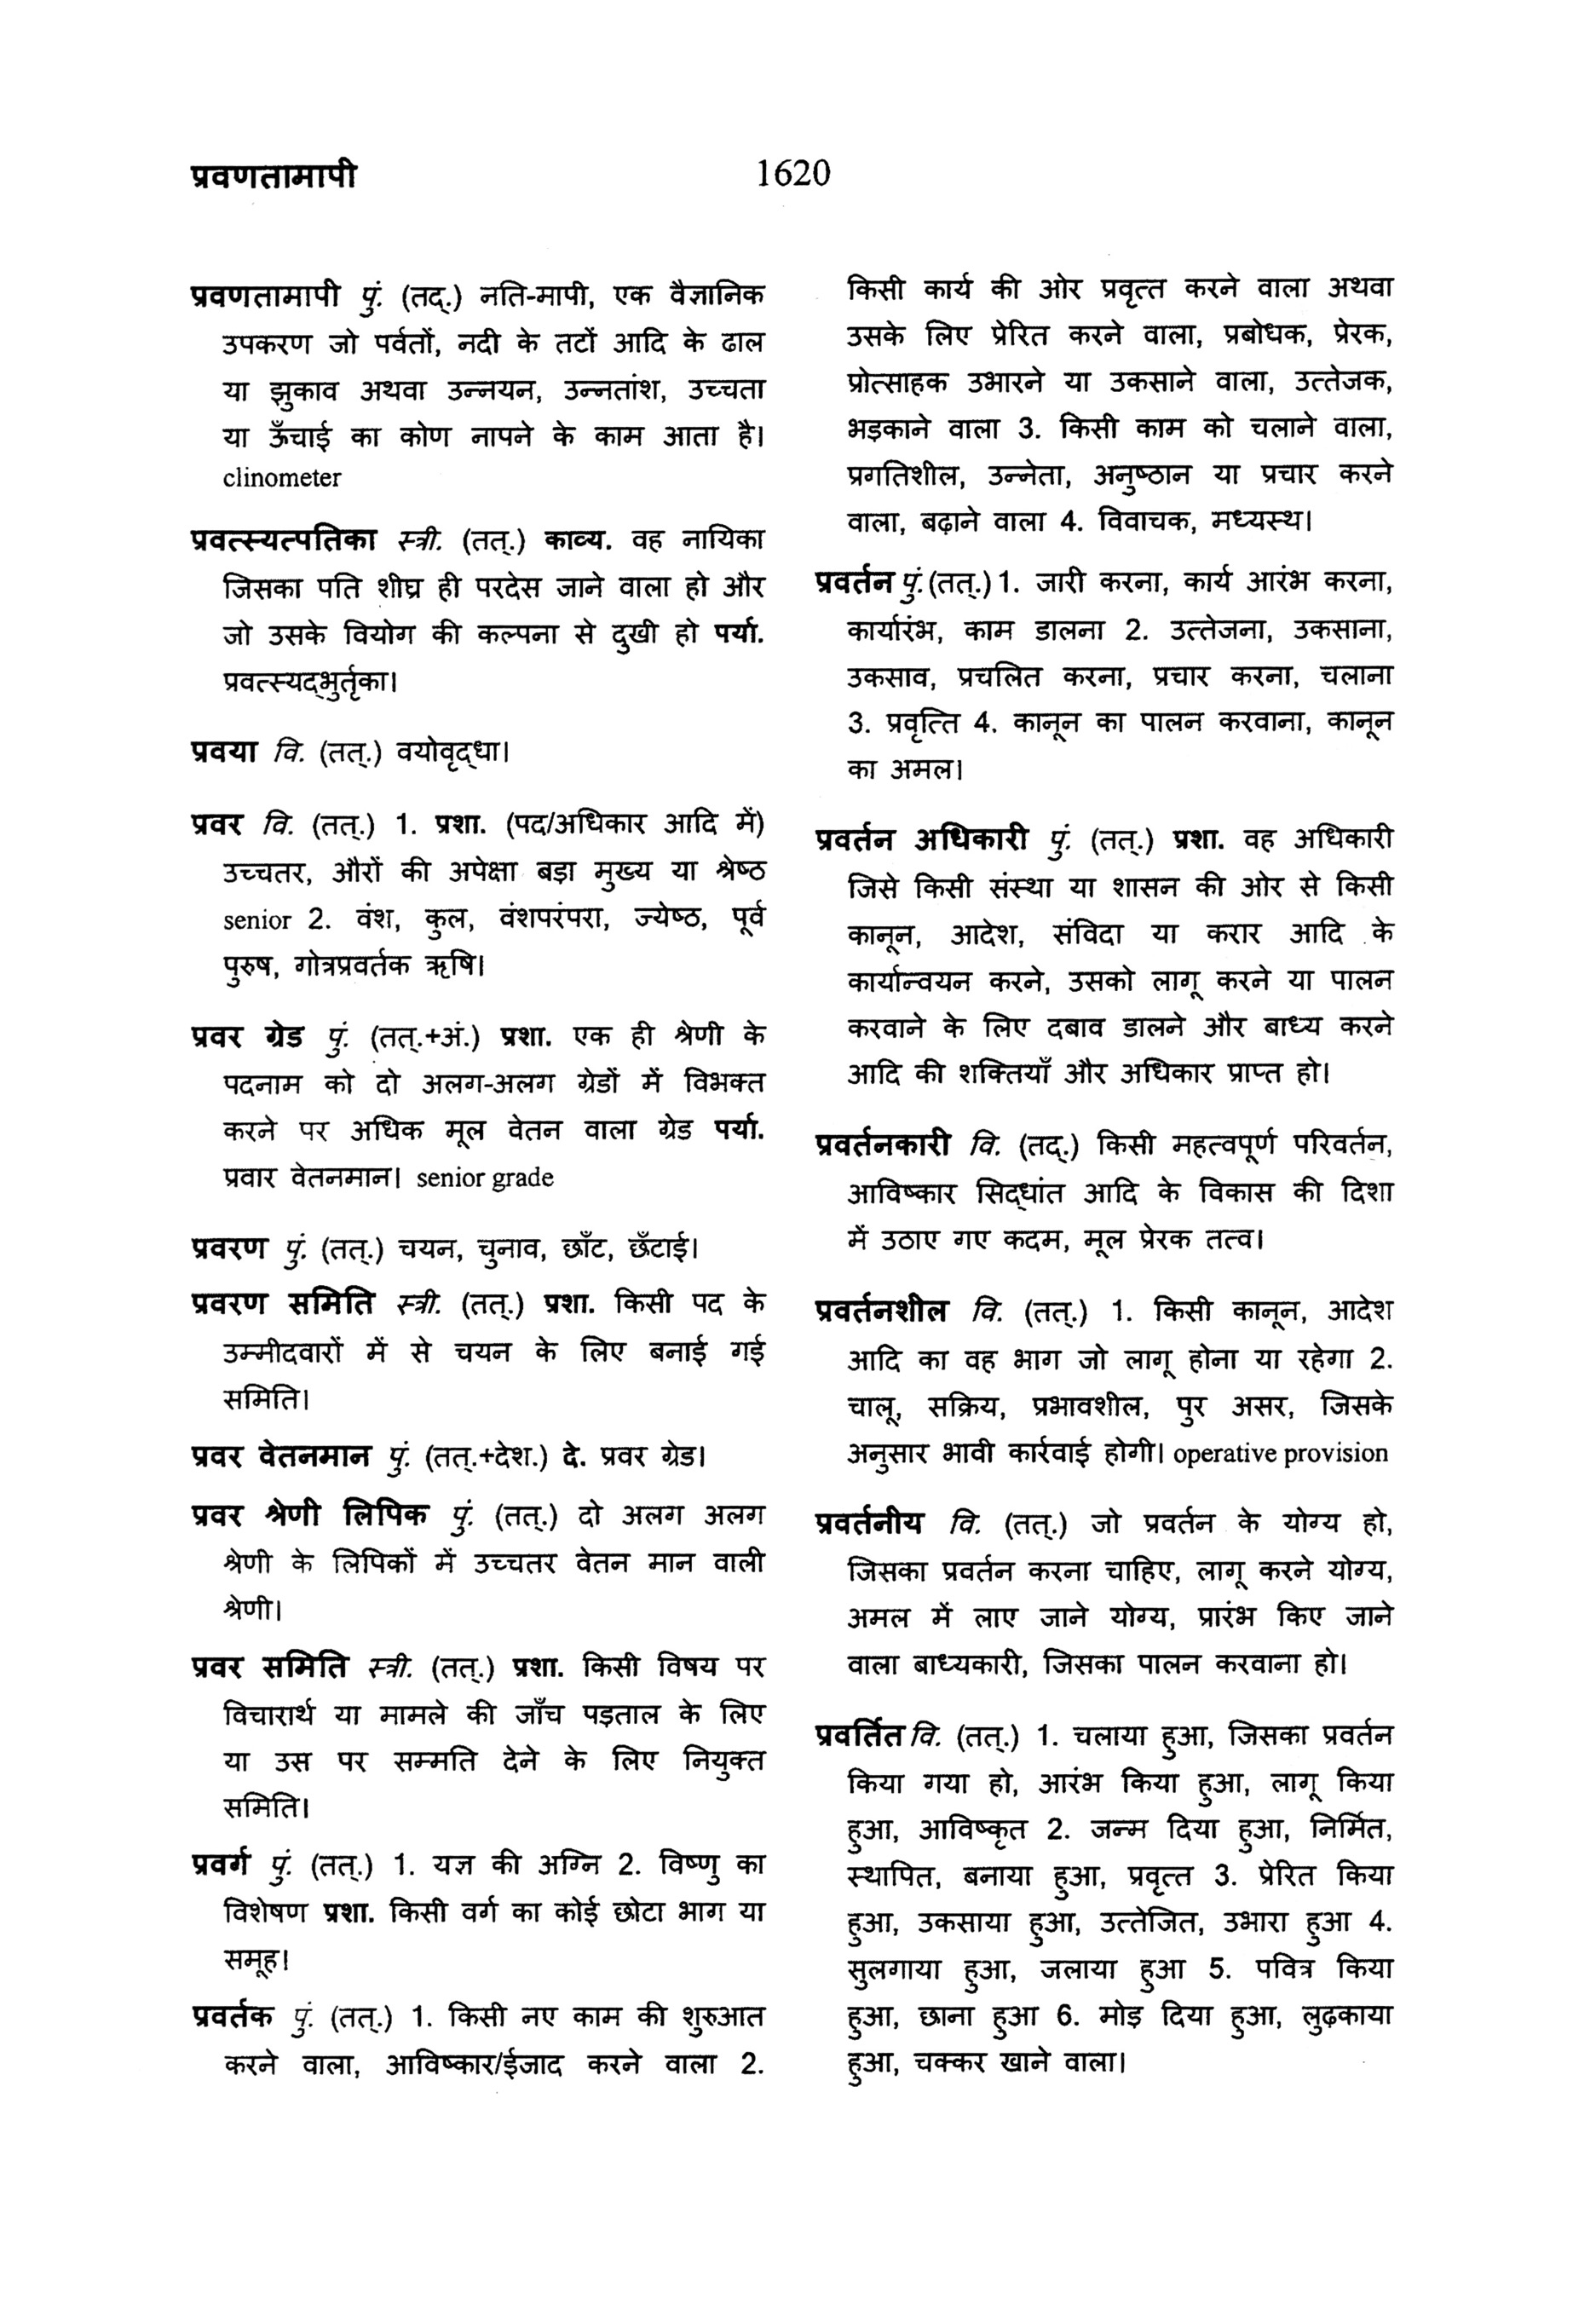 प्रवणतामापी
1620
प्रवणतामापी पुं. (तद्.) नति-मापी, एक वैज्ञानिक
उपकरण जो पर्वतों, नदी के तटों आदि के ढाल
या झुकाव अथवा उन्नयन, उन्नतांश, उच्चता
या ऊँचाई का कोण नापने के काम आता है।
clinometer
प्रवत्स्यत्पतिका स्त्री. (तत्.) काव्य. वह नायिका
जिसका पति शीघ्र ही परदेस जाने वाला हो और
जो उसके वियोग की कल्पना से दुखी हो पर्या.
प्रवत्स्यद्भुर्तृका।
प्रवया वि. (तत्.) वयोवृद्धा।
प्रवर वि. (तत्.) 1. प्रशा. (पद/अधिकार आदि में)
उच्चतर, औरों की अपेक्षा बड़ा मुख्य या श्रेष्ठ
senior 2. वंश, कुल, वंशपरंपरा, ज्येष्ठ, पूर्व
पुरुष, गोत्रप्रवर्तक ऋषि।
प्रवर ग्रेड पुं. (तत्.+अं.) प्रशा. एक ही श्रेणी के
पदनाम को दो अलग-अलग ग्रेडों में विभक्त
करने पर अधिक मूल वेतन वाला ग्रेड पर्या.
प्रवार वेतनमान। senior grade
प्रवरण पुं. (तत्.) चयन, चुनाव, छाँट, छँटाई।
प्रवरण समिति स्त्री. (तत्.) प्रशा. किसी पद के
उम्मीदवारों में से चयन के लिए बनाई गई
समिति।
प्रवर वेतनमान पुं. (तत्.+देश.) दे. प्रवर ग्रेड।
प्रवर श्रेणी लिपिक पुं. (तत्.) दो अलग अलग
श्रेणी के लिपिकों में उच्चतर वेतन मान वाली
श्रेणी।
प्रवर समिति स्त्री. (तत्.) प्रशा. किसी विषय पर
विचारार्थ या मामले की जाँच पड़ताल के लिए
या उस पर सम्मति देने के लिए नियुक्त
समिति।
प्रवर्ग पुं. (तत्.) 1. यज्ञ की अग्नि 2. विष्णु का
विशेषण प्रशा. किसी वर्ग का कोई छोटा भाग या
समूह।
प्रवर्तक पुं. (तत्.) 1. किसी नए काम की शुरुआत
करने वाला, आविष्कार/ईजाद करने वाला 2.
किसी कार्य की ओर प्रवृत्त करने वाला अथवा
उसके लिए प्रेरित करने वाला, प्रबोधक, प्रेरक,
प्रोत्साहक उभारने या उकसाने वाला, उत्तेजक,
भड़काने वाला 3. किसी काम को चलाने वाला,
प्रगतिशील, उन्नेता, अनुष्ठान या प्रचार करने
वाला, बढ़ाने वाला 4. विवाचक, मध्यस्थ।
प्रवर्तन पुं. (तत्.) 1. जारी करना, कार्य आरंभ करना,
कार्यारंभ, काम डालना 2. उत्तेजना, उकसाना,
उकसाव, प्रचलित करना, प्रचार करना, चलाना
3. प्रवृत्ति 4. कानून का पालन करवाना, कानून
का अमल।
प्रवर्तन अधिकारी पुं. (तत्.) प्रशा. वह अधिकारी
जिसे किसी संस्था या शासन की ओर से किसी
कानून, आदेश, संविदा या करार आदि के
कार्यान्वयन करने, उसको लागू करने या पालन
करवाने के लिए दबाव डालने और बाध्य करने
आदि की शक्तियाँ और अधिकार प्राप्त हो।
प्रवर्तनकारी वि. (तद्.) किसी महत्वपूर्ण परिवर्तन,
आविष्कार सिद्धांत आदि के विकास की दिशा
में उठाए गए कदम, मूल प्रेरक तत्व।
प्रवर्तनशील वि. (तत्.) 1. किसी कानून, आदेश
आदि का वह भाग जो लागू होना या रहेगा 2.
चालू, सक्रिय, प्रभावशील, पुर असर, जिसके
अनुसार भावी कार्रवाई होगी। operative provision
प्रवर्तनीय वि. (तत्.) जो प्रवर्तन के योग्य हो,
जिसका प्रवर्तन करना चाहिए, लागू करने योग्य,
अमल में लाए जाने योग्य, प्रारंभ किए जाने
वाला बाध्यकारी, जिसका पालन करवाना हो।
प्रवर्तित वि. (तत्.) 1. चलाया हुआ, जिसका प्रवर्तन
किया गया हो, आरंभ किया हुआ, लागू किया
हुआ, आविष्कृत 2. जन्म दिया हुआ, निर्मित,
स्थापित, बनाया हुआ, प्रवृत्त 3. प्रेरित किया
हुआ, उकसाया हुआ, उत्तेजित, उभारा हुआ 4.
सुलगाया हुआ, जलाया हुआ 5. पवित्र किया
हुआ, छाना हुआ 6. मोड़ दिया हुआ, लुढ़काया
हुआ, चक्कर खाने वाला।